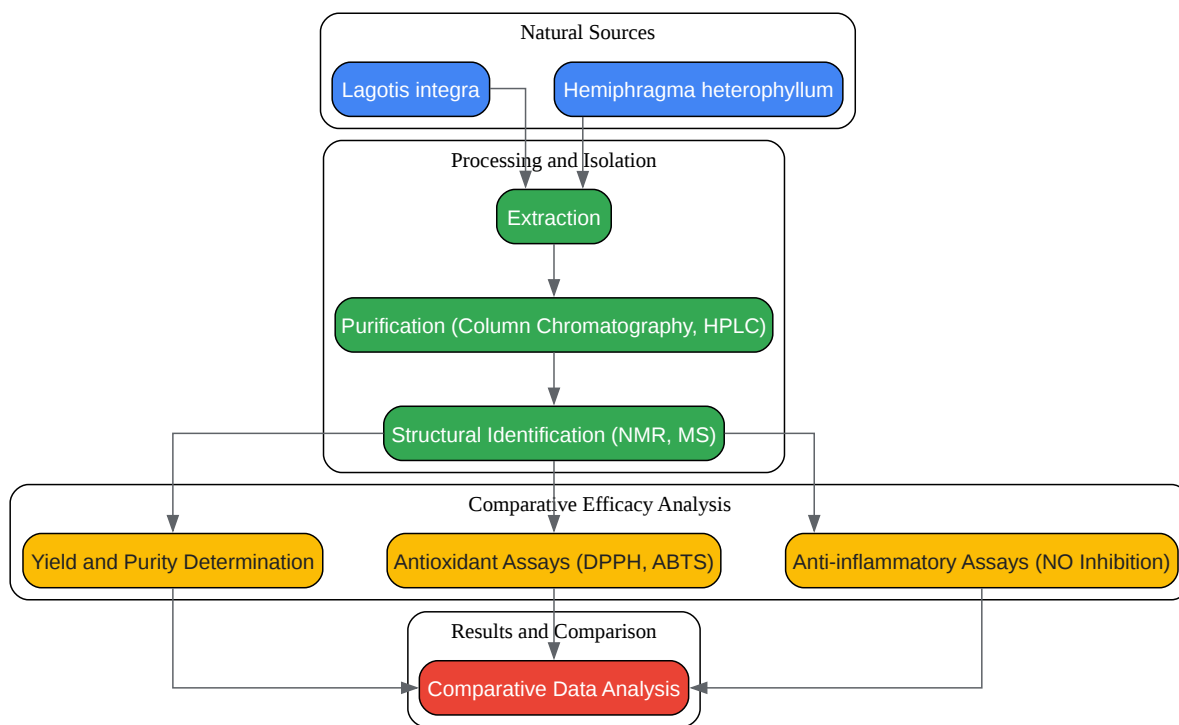 Natural Sources
Lagotis integra
Hemiphragma heterophyllum
Processing and Isolation
Extraction
Purification (Column Chromatography, HPLC)
Structural Identification (NMR, MS)
Comparative Efficacy Analysis
Yield and Purity Determination
Antioxidant Assays (DPPH, ABTS)
Anti-inflammatory Assays (NO Inhibition)
Results and Comparison
Comparative Data Analysis